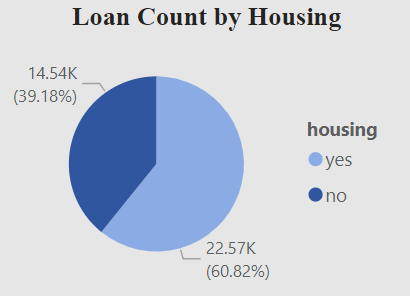 Loan Count by Housing
14.54K
(39.18%)
housing
yes
no
22.57K
(60.82%)